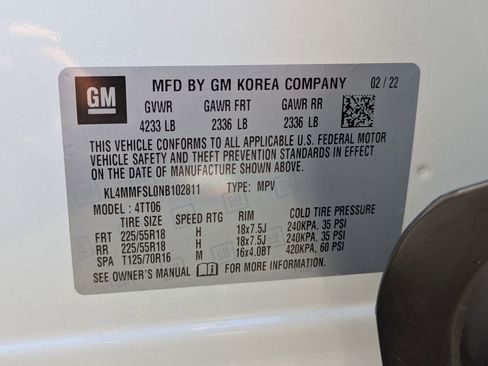 GM MFD BY GM KOREA COMPANY 02 / 22
GVWR GAWR FRT GAWR RR
4233 LB 2336 LB 2336 LB
THIS VEHICLE CONFORMS TO ALL APPLICABLE U.S. FEDERAL MOTOR
VEHICLE SAFETY AND THEFT PREVENTION STANDARDS IN EFFECT ON
THE DATE OF MANUFACTURE SHOWN ABOVE.
KL4MMFSL0NB102811 TYPE: MPV
MODEL: 4TT06
TIRE SIZE SPEED RTG RIM COLD TIRE PRESSURE
FRT 225/55R18 H 18x7.5J 240KPA. 35 PSI
RR 225/55R18 H 18x7.5J 240KPA. 35 PSI
SPA T125/70R16 M 16x4.0BT 420KPA. 60 PSI
SEE OWNER'S MANUAL FOR MORE INFORMATION.